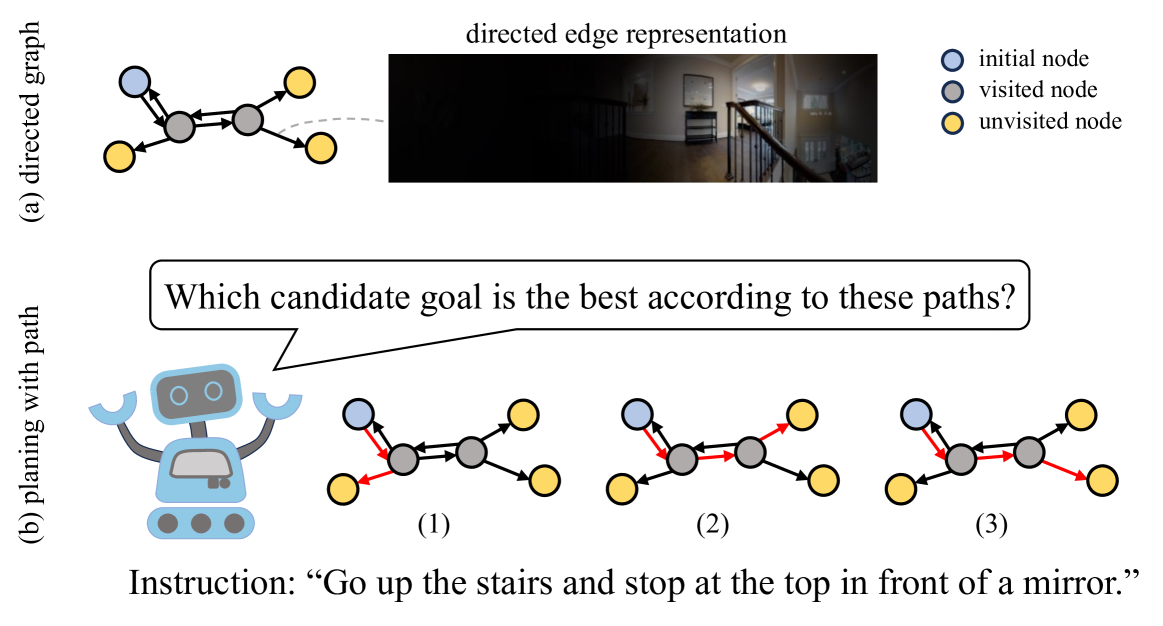 (a) directed graph
directed edge representation
initial node
visited node
unvisited node
(b) planing with path
Which candidate goal is the best according to these paths?
(1)
(2)
(3)
Instruction: “Go up the stairs and stop at the top in front of a mirror.”